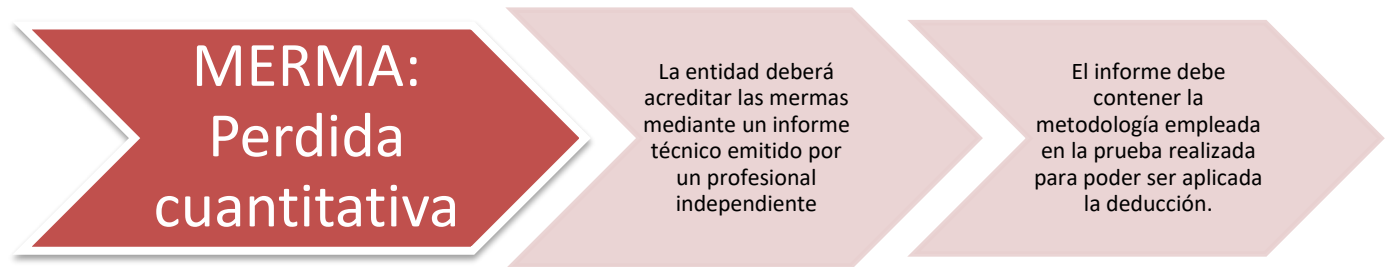 MERMA:
Perdida
cuantitativa
La entidad deberá
acreditar las mermas
mediante un informe
técnico emitido por
un profesional
independiente
El informe debe
contener la
metodología empleada
en la prueba realizada
para poder ser aplicada
la deducción.